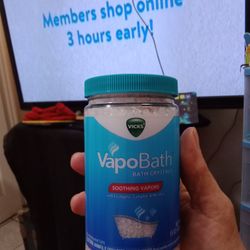 Members shop online
3 hours early!
VICKS
VapoBath
BATH CRYSTALS
SOOTHING VAPORS